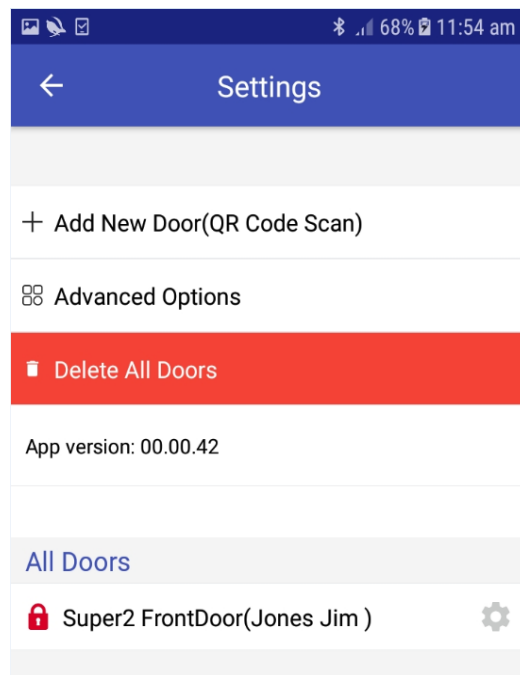 68% 11:54 am
Settings
Add New Door(QR Code Scan)
Advanced Options
Delete All Doors
App version: 00.00.42
All Doors
Super2 FrontDoor(Jones Jim )